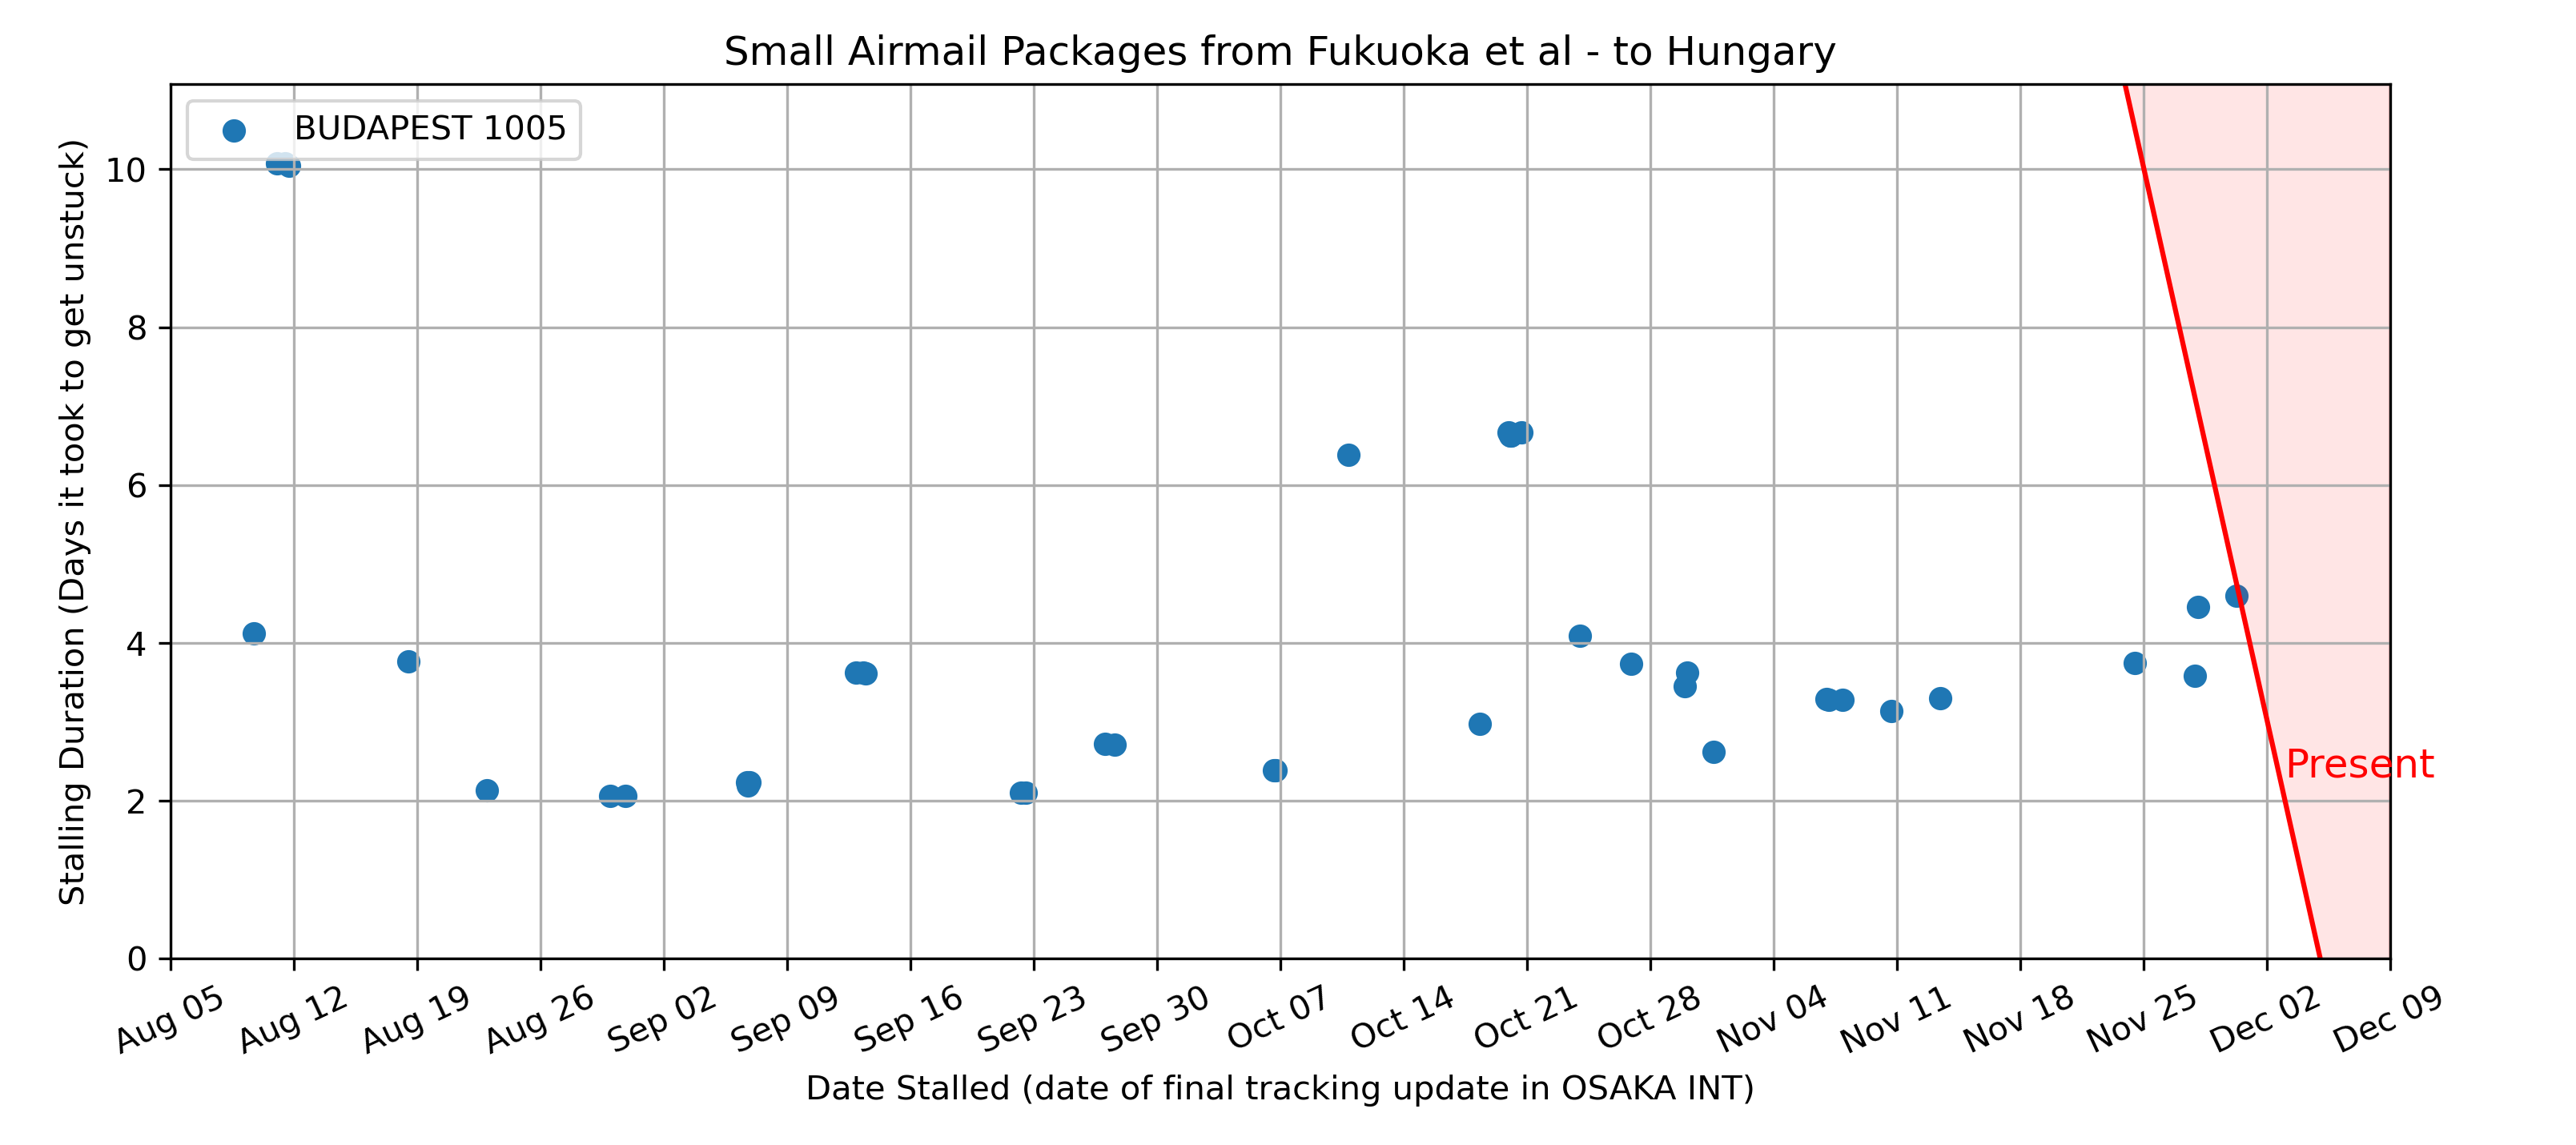 Small Airmail Packages from Fukuoka et al - to Hungary
BUDAPEST 1005
Stalling Duration (Days it took to get unstuck)
10
8
6
4
2
0
Present
Aug 05
Aug 12
Aug 19
Aug 26
Sep 02
Sep 09
Sep 16
Sep 23
Sep 30
Oct 07
Oct 14
Oct 21
Oct 28
Nov 04
Nov 11
Nov 18
Nov 25
Dec 02
Dec 09
Date Stalled (date of final tracking update in OSAKA INT)